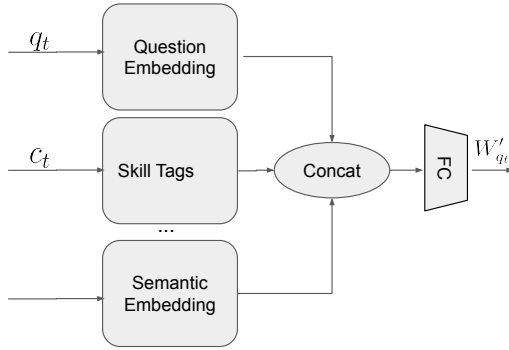 q_t
Question
Embedding
c_t
Skill Tags
Concat
FC
W'_{q_t}
...
Semantic
Embedding